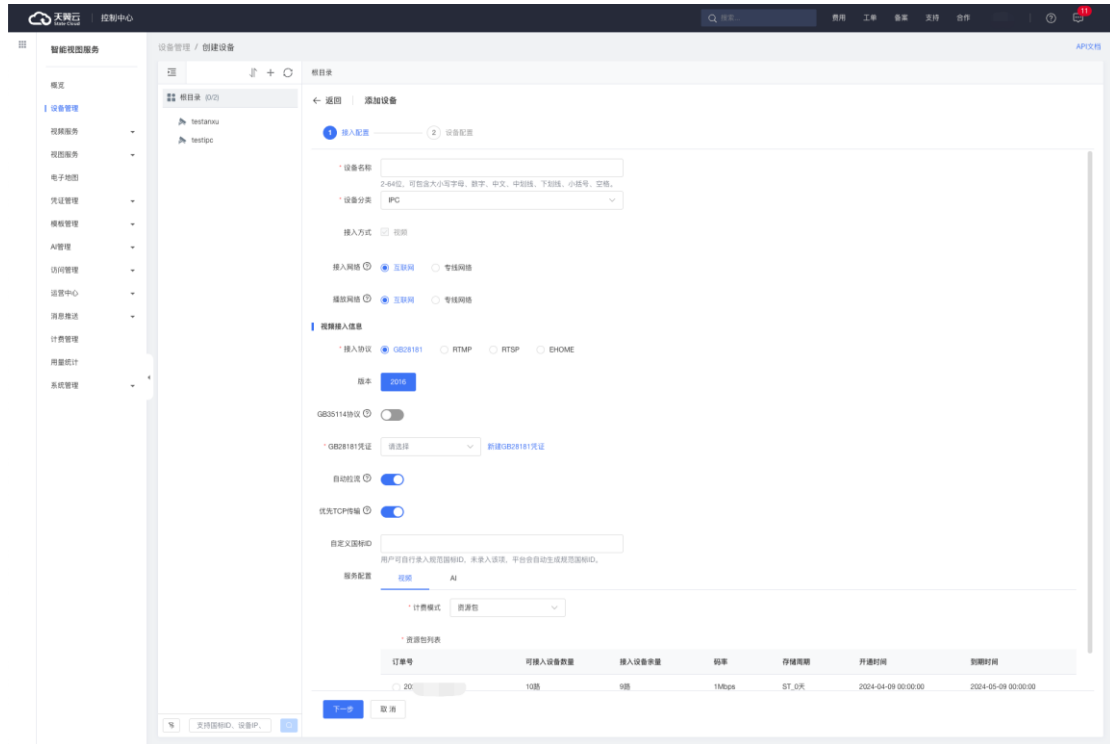 天翼云 控制中心 搜索... 费用 工单 备案 支持 合作 11
State Cloud
智能视图服务 设备管理 / 创建设备 API文档
根目录
概览
根目录 (0/2)
返回 添加设备
设备管理
testanxu
视频服务
1 接入配置 2 设备配置
testipc
视图服务
电子地图
* 设备名称
2-64位，可包含大小写字母、数字、中文、中划线、下划线、小括号、空格。
凭证管理
* 设备分类 IPC
模板管理
接入方式 视频
AI管理
访问管理
接入网络 互联网 专线网络
运营中心
播放网络 互联网 专线网络
消息推送
视频接入信息
计费管理
* 接入协议 GB28181 RTMP RTSP EHOME
用量统计
版本 2016
系统管理
GB35114协议
* GB28181凭证 请选择 新建GB28181凭证
自动拉流
优先TCP传输
自定义国标ID
用户可自行录入规范国标ID，未录入该项，平台会自动生成规范国标ID。
服务配置 视频 AI
* 计费模式 资源包
* 资源包列表
订单号 可接入设备数量 接入设备余量 码率 存储周期 开通时间 到期时间
20 10路 9路 1Mbps ST_0天 2024-04-09 00:00:00 2024-05-09 00:00:00
下一步 取消
支持国标ID、设备IP、